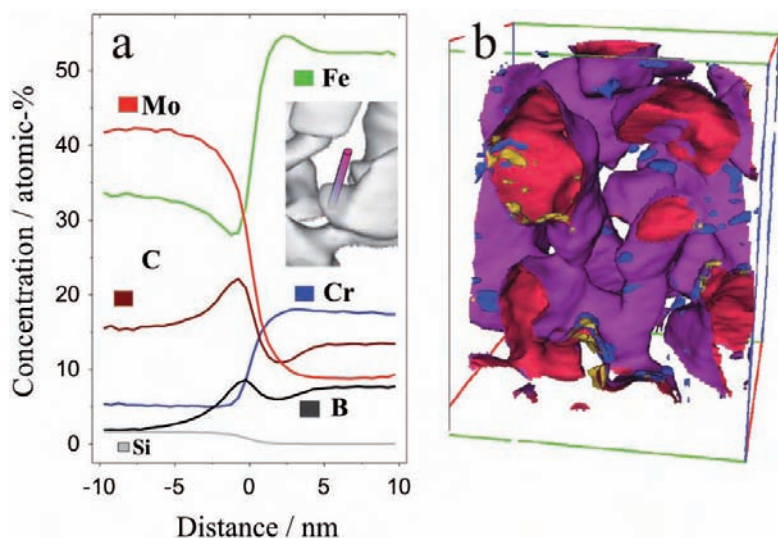 a
b
Concentration / atomic-%
50
40
30
20
10
0
Mo
Fe
C
Cr
B
Si
-10
-5
0
5
10
Distance / nm